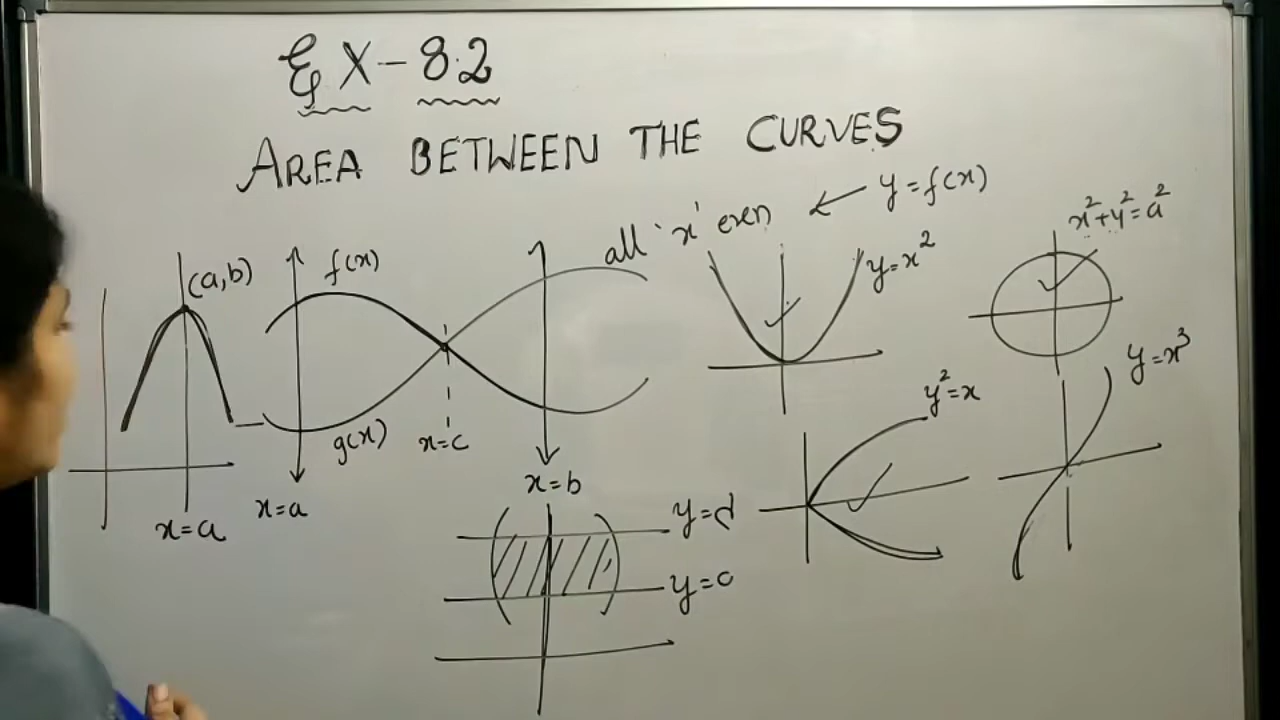 Ex-8.2
AREA BETWEEN THE CURVES
all 'x' even ← y=f(x)
(a,b)
f(x)
y=x²
x²+y²=a²
y=x³
y²=x
g(x)
x=c
x=b
x=a
x=a
y=d
y=c